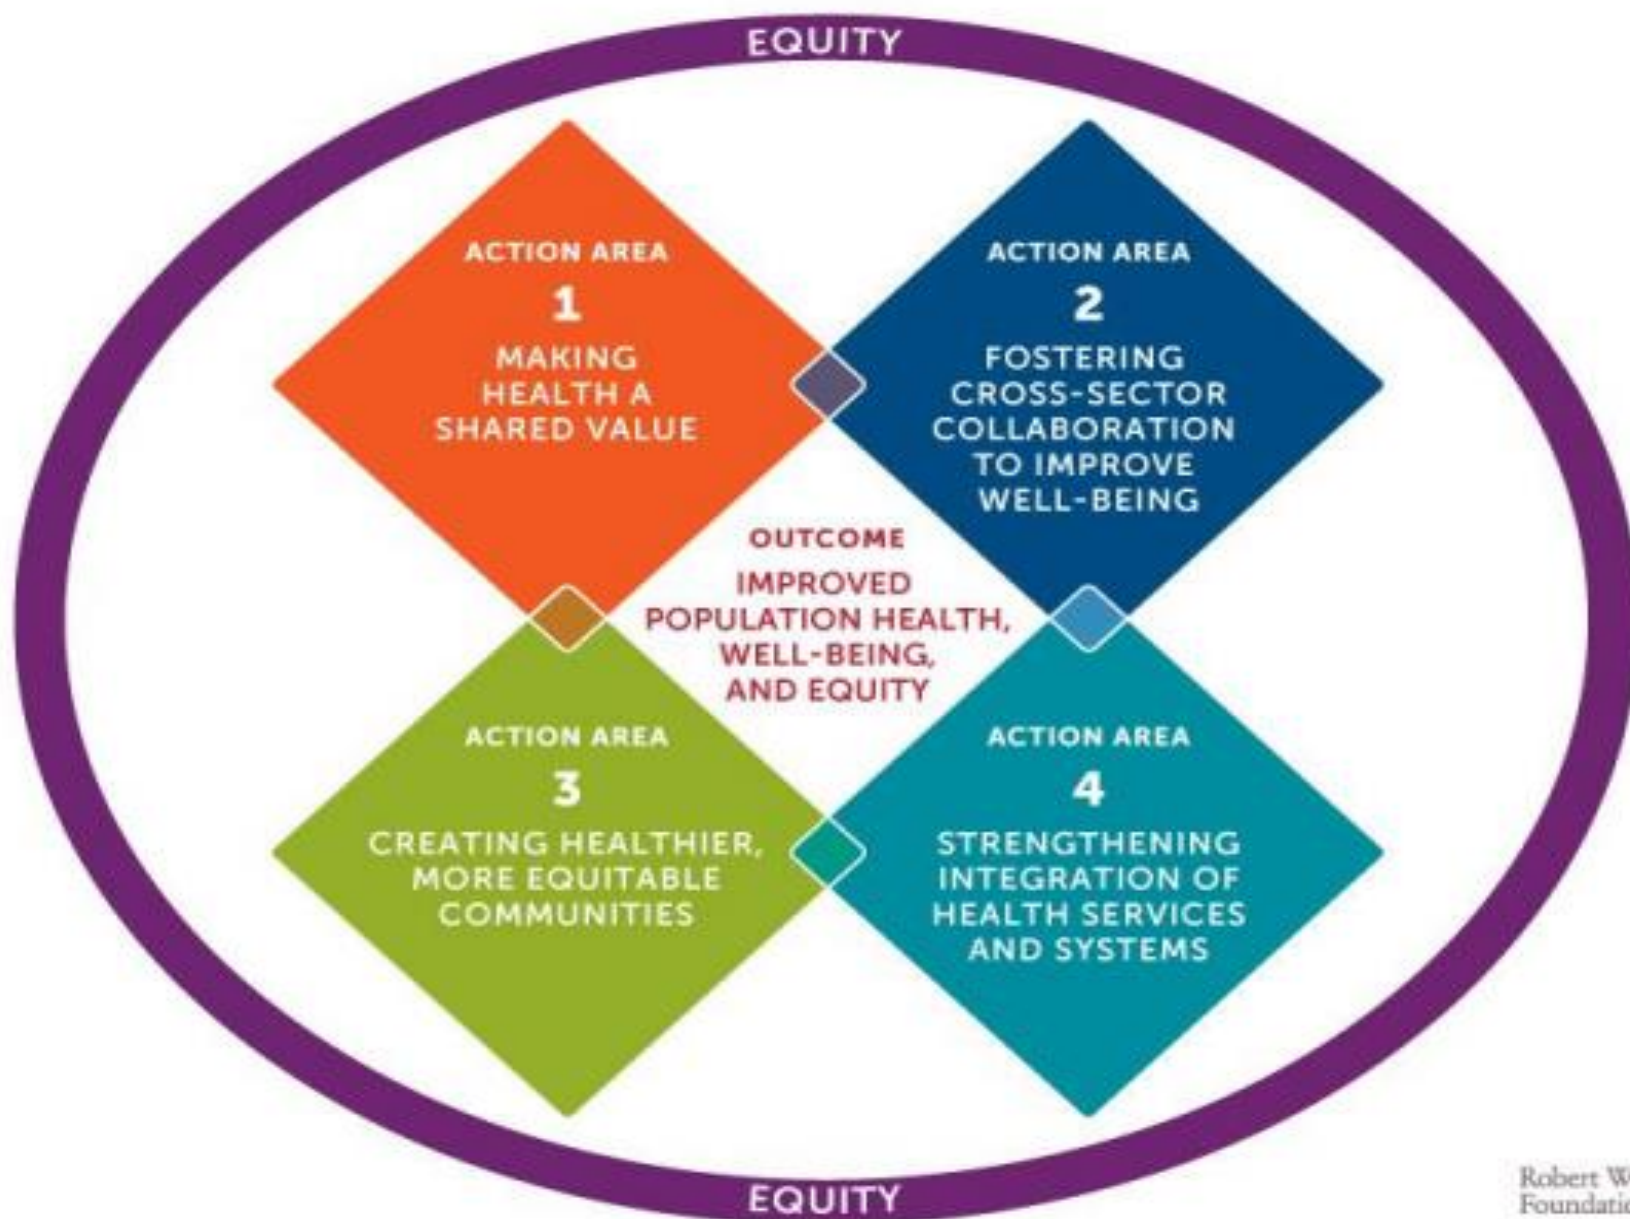 EQUITY
ACTION AREA
1
MAKING
HEALTH A
SHARED VALUE
ACTION AREA
2
FOSTERING
CROSS-SECTOR
COLLABORATION
TO IMPROVE
WELL-BEING
OUTCOME
IMPROVED
POPULATION HEALTH,
WELL-BEING,
AND EQUITY
ACTION AREA
3
CREATING HEALTHIER,
MORE EQUITABLE
COMMUNITIES
ACTION AREA
4
STRENGTHENING
INTEGRATION OF
HEALTH SERVICES
AND SYSTEMS
EQUITY
Robert